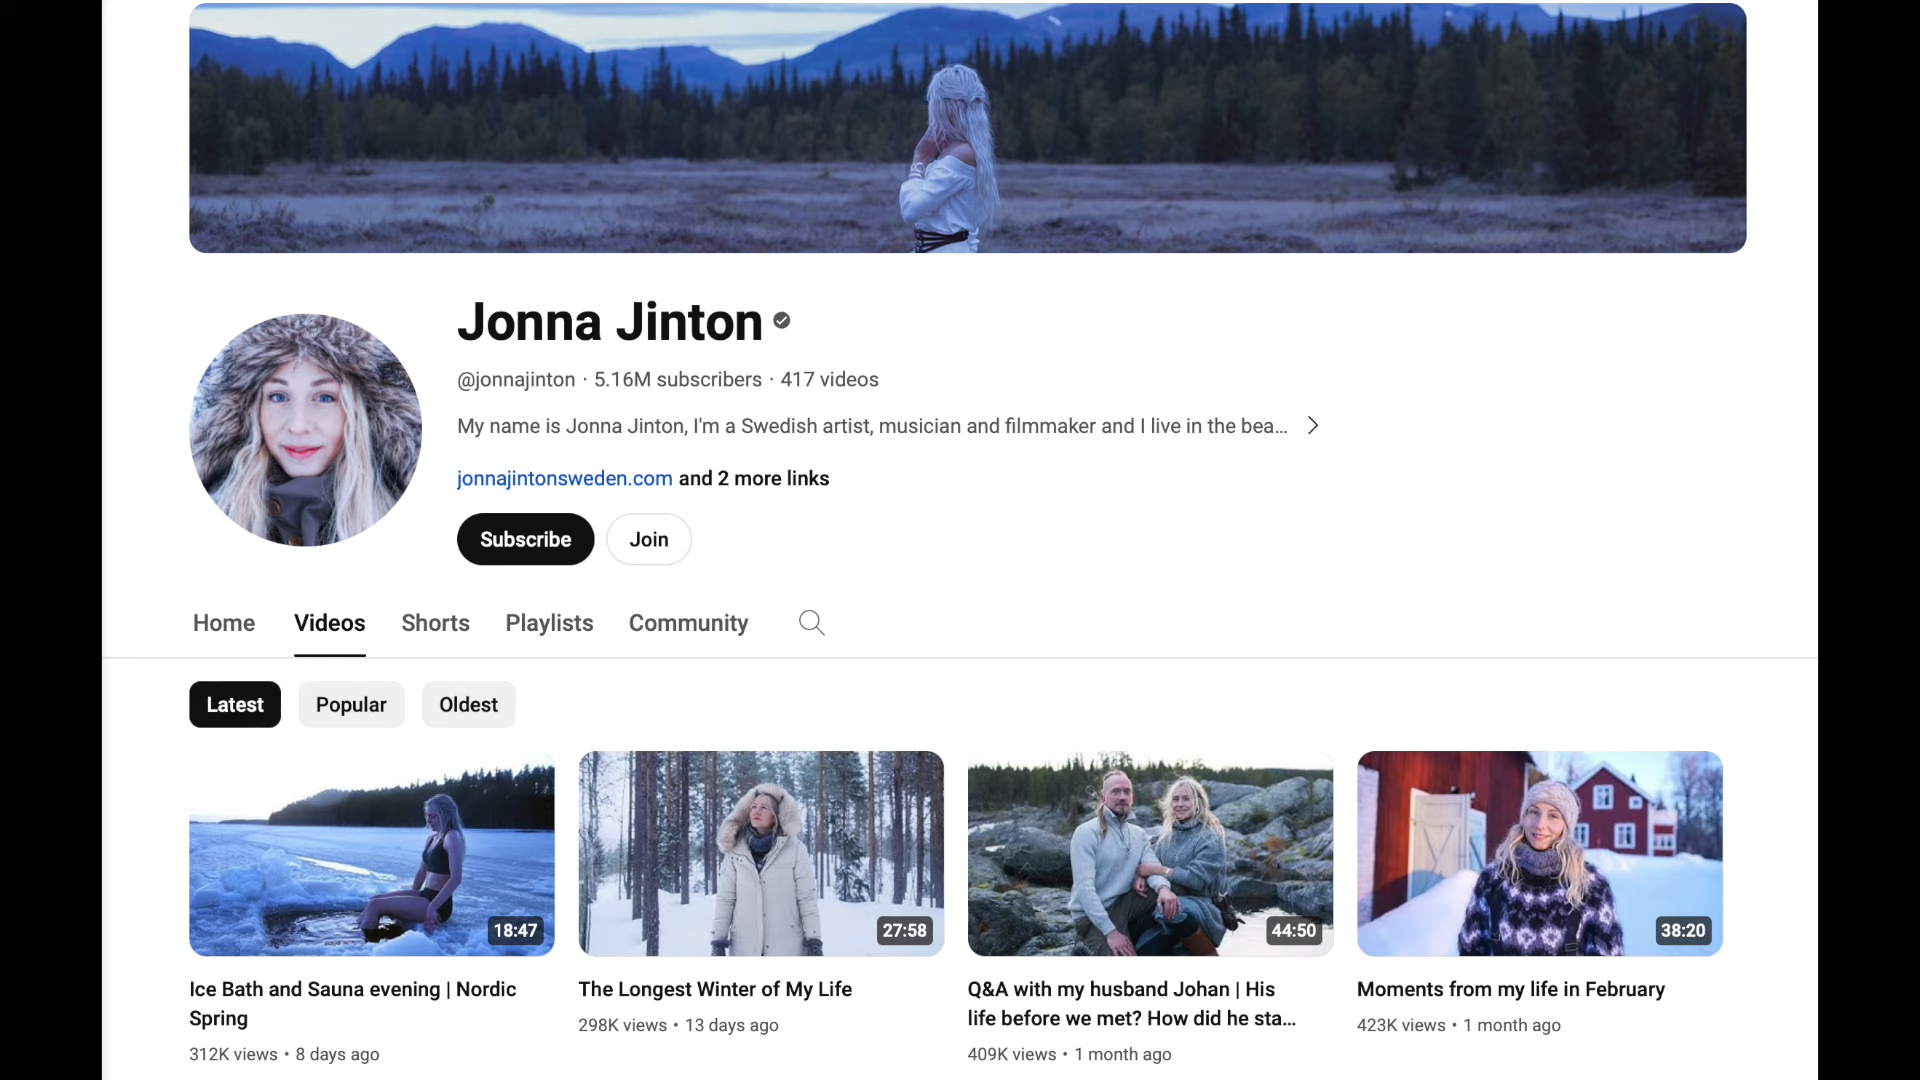 Jonna Jinton
@jonnajinton · 5.16M subscribers · 417 videos
My name is Jonna Jinton, I'm a Swedish artist, musician and filmmaker and I live in the bea...
jonnajintonsweden.com and 2 more links
Subscribe Join
Home Videos Shorts Playlists Community
Latest Popular Oldest
18:47 27:58 44:50 38:20
Ice Bath and Sauna evening | Nordic
Spring
312K views • 8 days ago
The Longest Winter of My Life
298K views • 13 days ago
Q&A with my husband Johan | His
life before we met? How did he sta...
409K views • 1 month ago
Moments from my life in February
423K views • 1 month ago